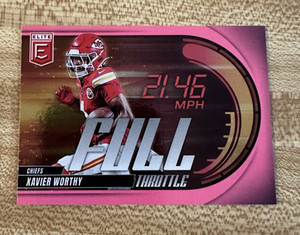 ELITE
21.46
MPH
FULL
THROTTLE
CHIEFS
XAVIER WORTHY